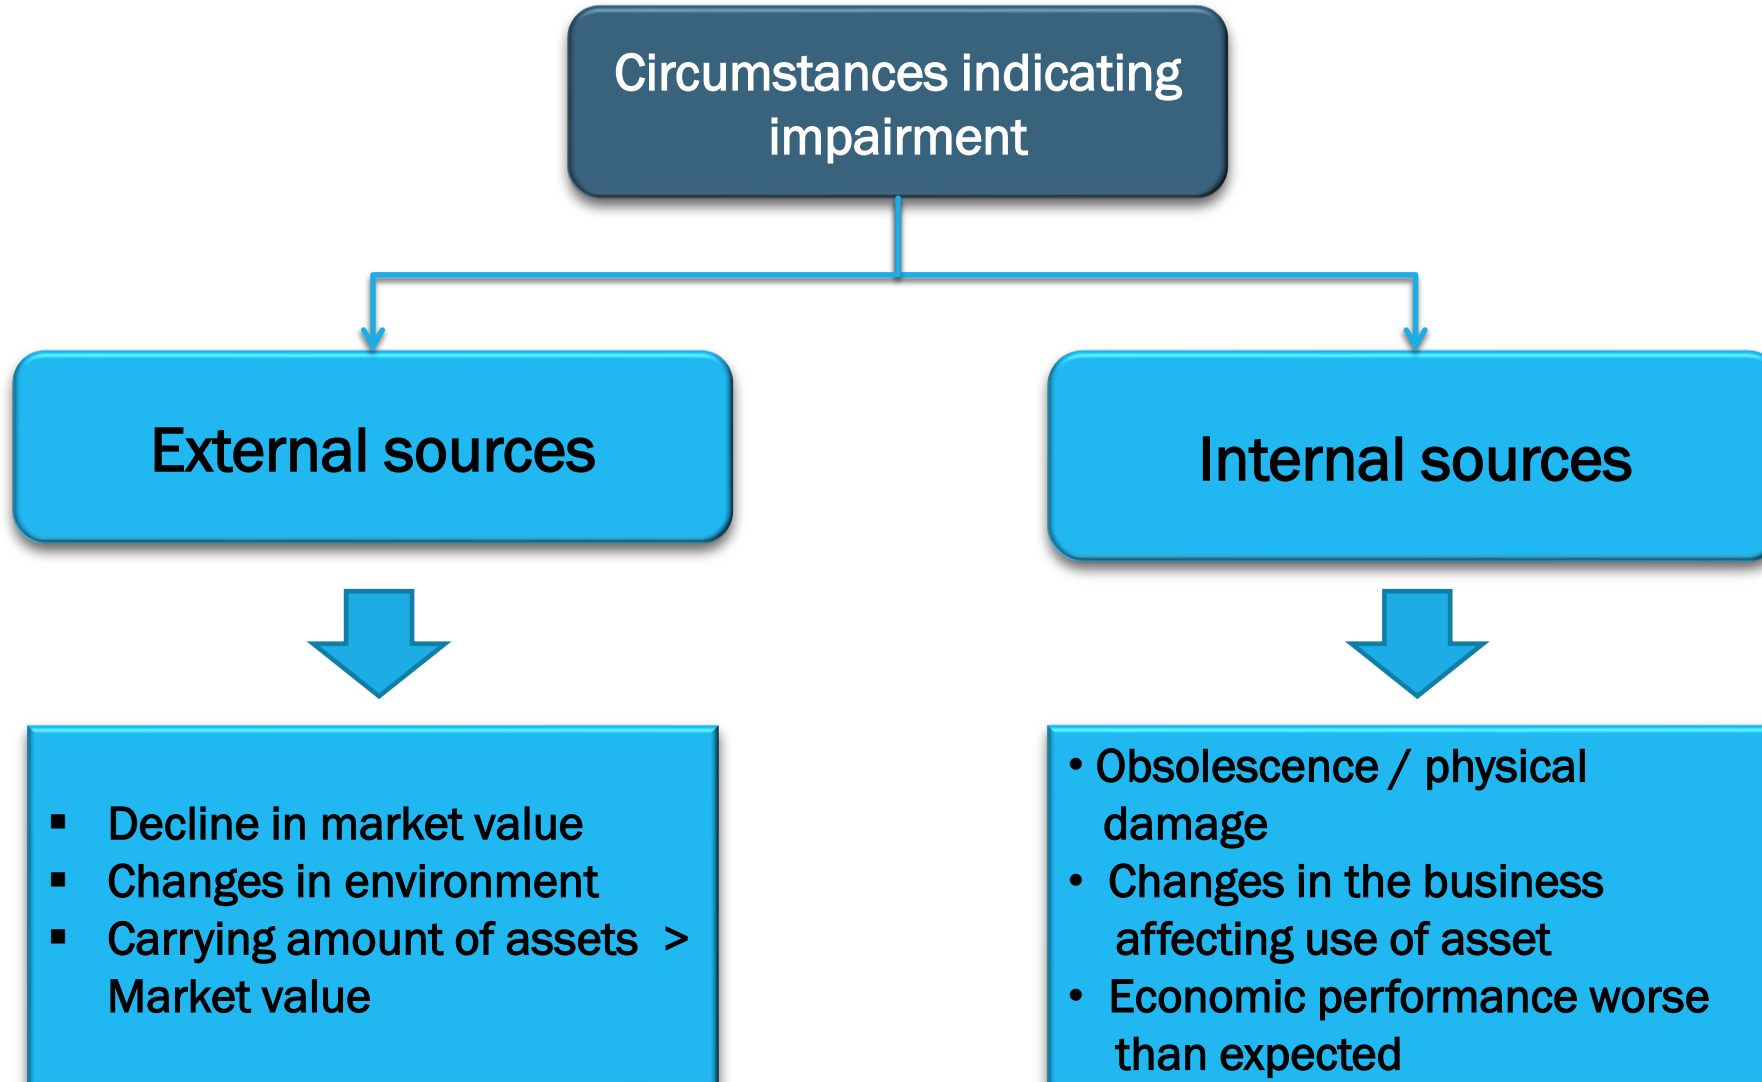 Circumstances indicating
impairment
External sources
Internal sources
▪ Decline in market value
▪ Changes in environment
▪ Carrying amount of assets >
Market value
• Obsolescence / physical
damage
• Changes in the business
affecting use of asset
• Economic performance worse
than expected